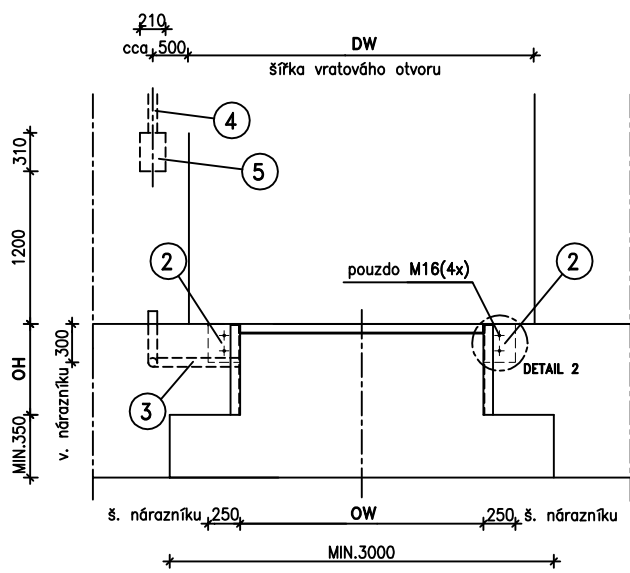 210
cca 500
DW
šířka vratováho otvoru
4
310
5
1200
2
pouzdo M16(4x)
2
OH
v. nárazníku 300
DETAIL 2
3
MIN.350
š. nárazníku 250
OW
250 š. nárazníku
MIN.3000